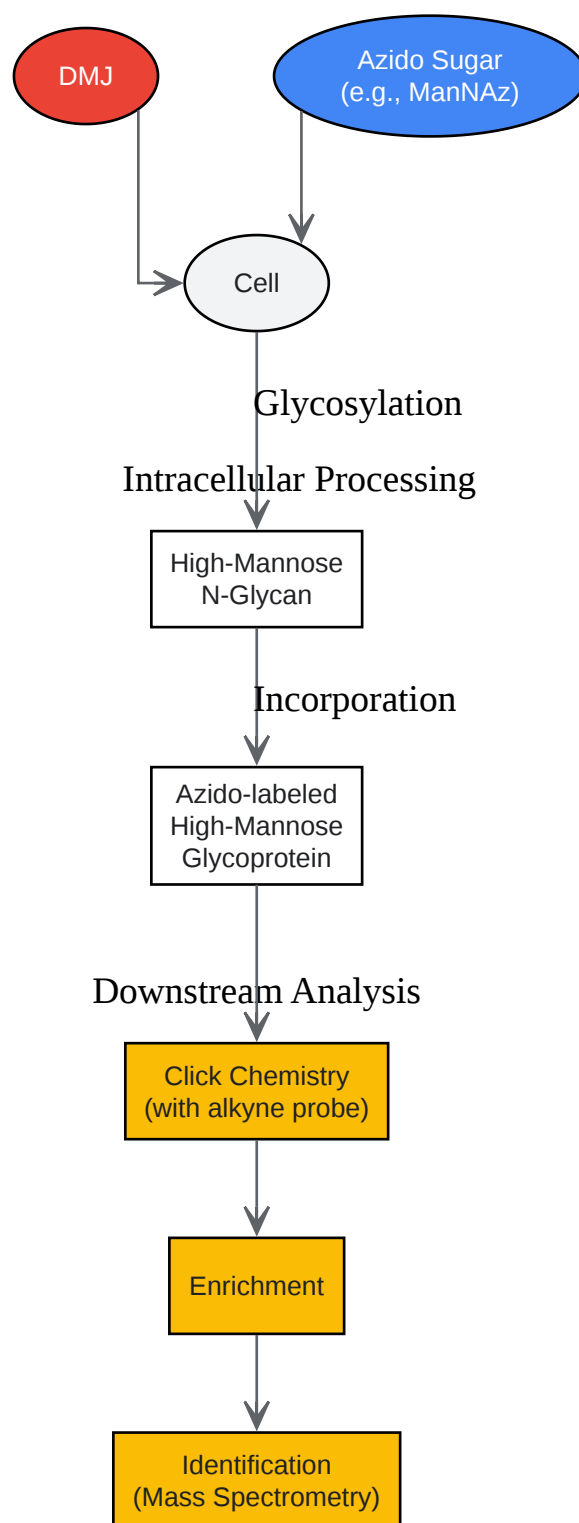 DMJ
Azido Sugar
(e.g., ManNAz)
Cell
Glycosylation
Intracellular Processing
High-Mannose
N-Glycan
Incorporation
Azido-labeled
High-Mannose
Glycoprotein
Downstream Analysis
Click Chemistry
(with alkyne probe)
Enrichment
Identification
(Mass Spectrometry)